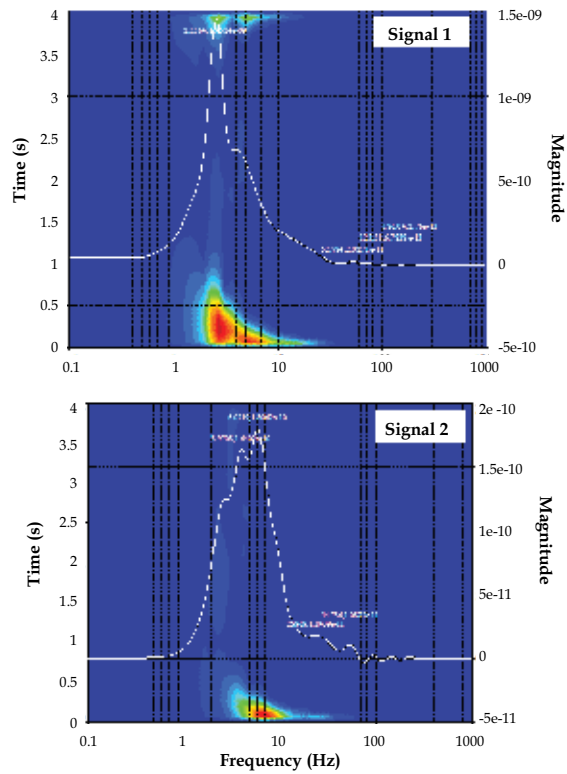 Signal 1
4
3.5
3
2.5
2
1.5
1
0.5
0
Time (s)
1.5e-09
1e-09
5e-10
0
-5e-10
Magnitude
0.1 1 10 100 1000
Signal 2
4
3.5
3
2.5
2
1.5
1
0.5
0
Time (s)
2e-10
1.5e-10
1e-10
5e-11
0
-5e-11
Magnitude
0.1 1 10 100 1000
Frequency (Hz)